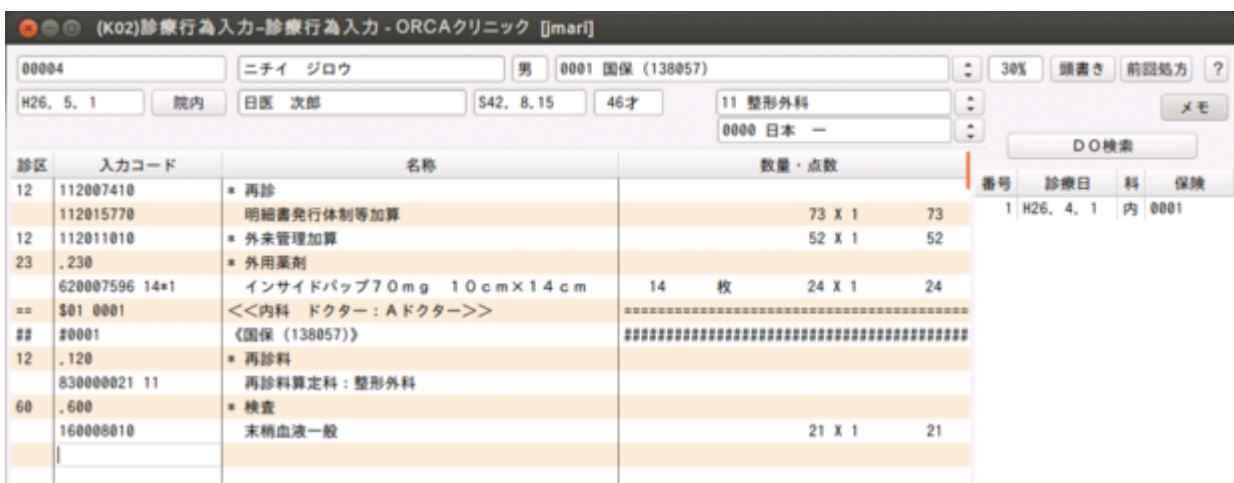 (K02)診療行為入力-診療行為入力 - ORCAクリニック [jmari]
00004 ニチイ ジロウ 男 0001 国保 (138057) 30% 頭書き 前回処方 ?
H26. 5. 1 院内 日医 次郎 S42. 8.15 46才 11 整形外科 メモ
0000 日本 一
DO検索
診区 入力コード 名称 数量・点数
番号 診療日 科 保険
12 112007410 * 再診
1 H26. 4. 1 内 0001
112015770 明細書発行体制等加算 73 X 1 73
12 112011010 * 外来管理加算 52 X 1 52
23 .230 * 外用薬剤
620007596 14*1 インサイドパップ70mg 10cm×14cm 14 枚 24 X 1 24
== $01 0001 <<内科 ドクター:Aドクター>> =========================================
## #0001 《国保 (138057)》 #########################################
12 .120 * 再診料
830000021 11 再診料算定科:整形外科
60 .600 * 検査
160008010 末梢血液一般 21 X 1 21